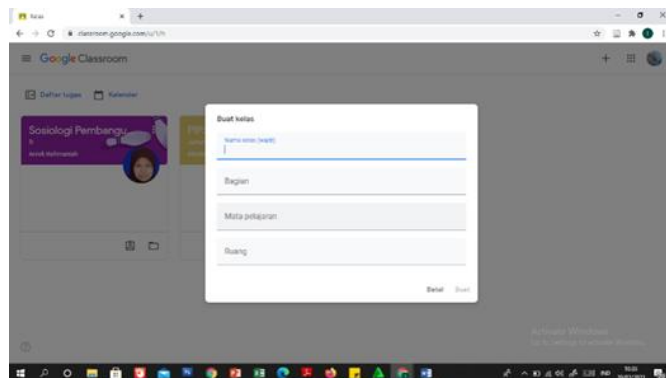 Kelas
classroom.google.com/u/1/h
Google Classroom
Daftar tugas
Kalender
Sosiologi Pembangu...
Buat kelas
Nama kelas (wajib)
Bagian
Mata pelajaran
Ruang
Batal
Buat
Activate Windows